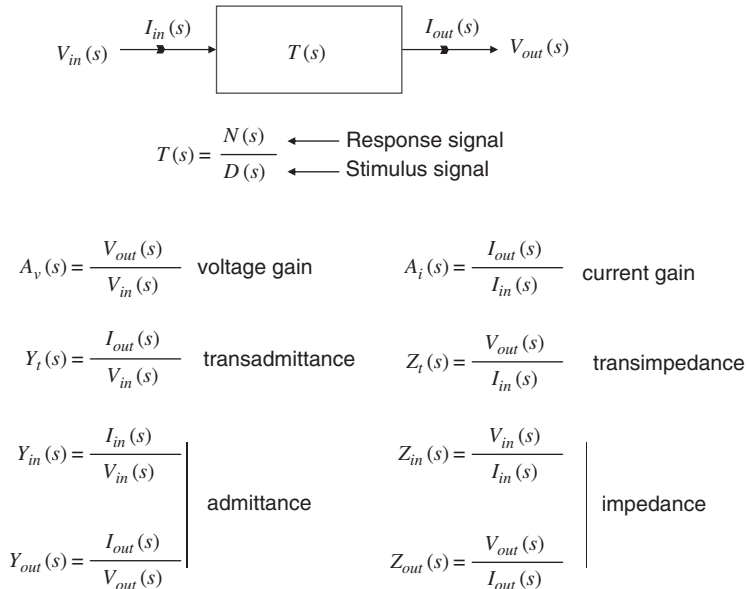 I_in(s) I_out(s)
V_in(s) T(s) V_out(s)
T(s) = N(s) / D(s)
Response signal
Stimulus signal
A_v(s) = V_out(s) / V_in(s) voltage gain
A_i(s) = I_out(s) / I_in(s) current gain
Y_t(s) = I_out(s) / V_in(s) transadmittance
Z_t(s) = V_out(s) / I_in(s) transimpedance
Y_in(s) = I_in(s) / V_in(s)
admittance
Y_out(s) = I_out(s) / V_out(s)
Z_in(s) = V_in(s) / I_in(s)
impedance
Z_out(s) = V_out(s) / I_out(s)